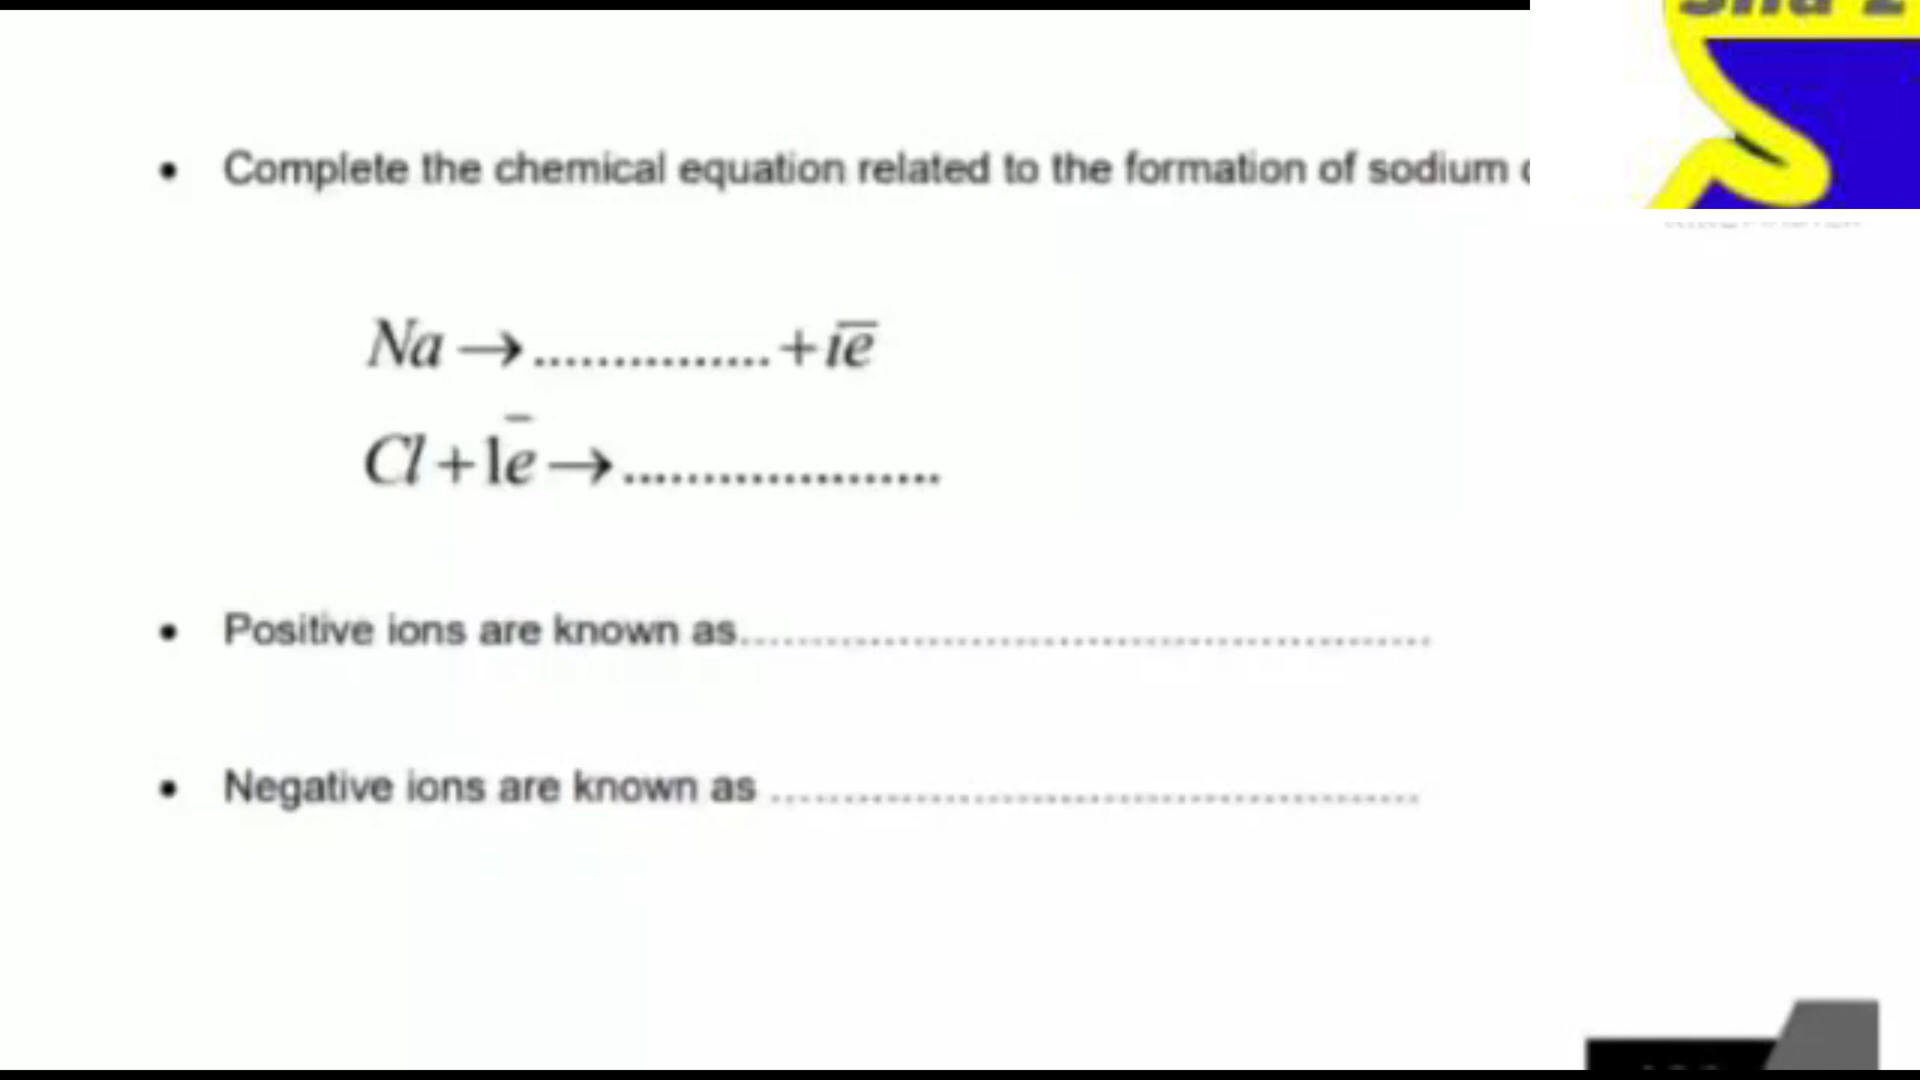 • Complete the chemical equation related to the formation of sodium
Na → ............... + ie̅
Cl + 1e̅ → ....................
• Positive ions are known as................................................
• Negative ions are known as ................................................